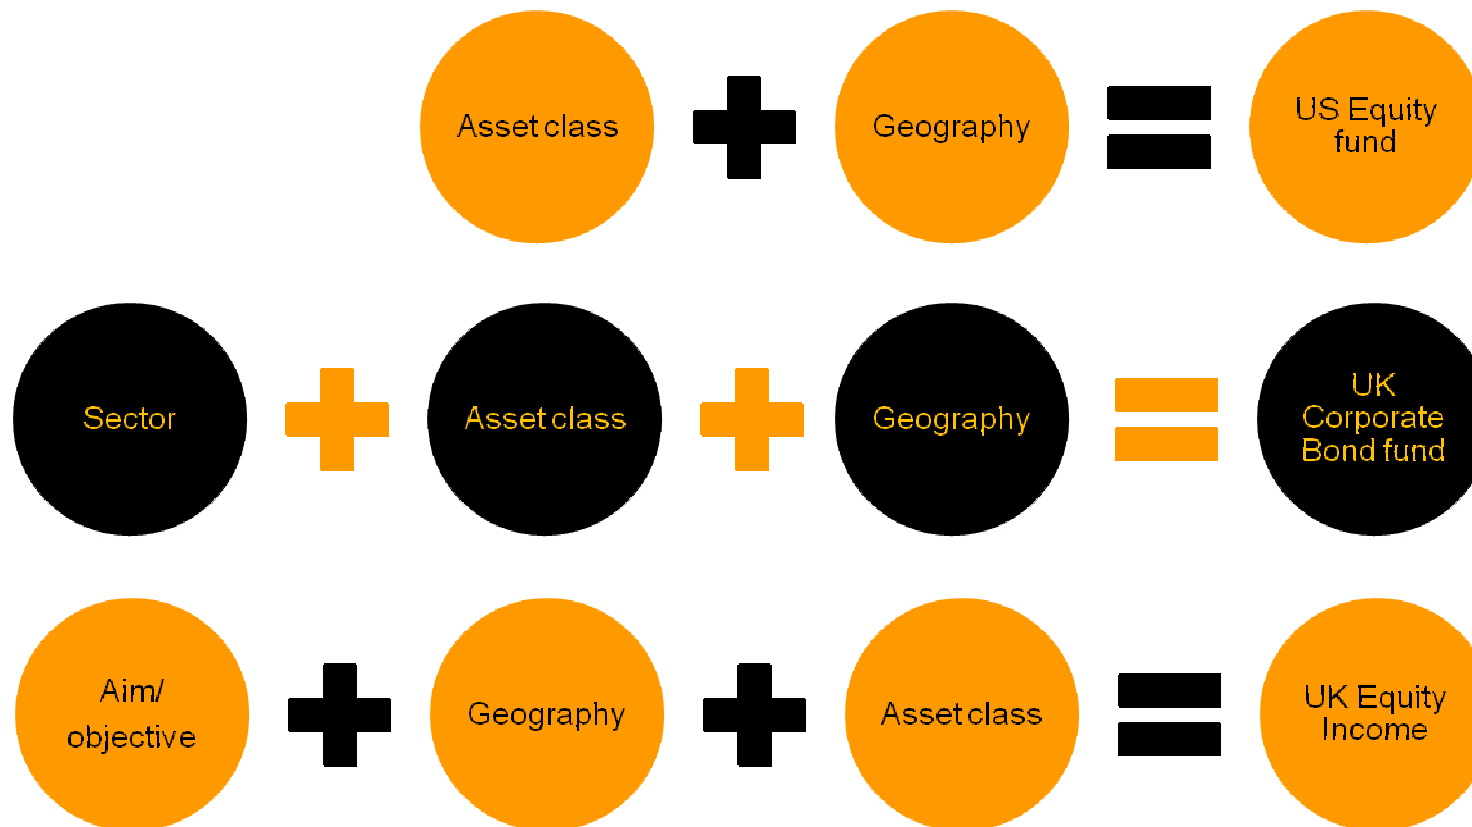 Asset class
Geography
US Equity
fund
Sector
Asset class
Geography
UK
Corporate
Bond fund
Aim/
objective
Geography
Asset class
UK Equity
Income